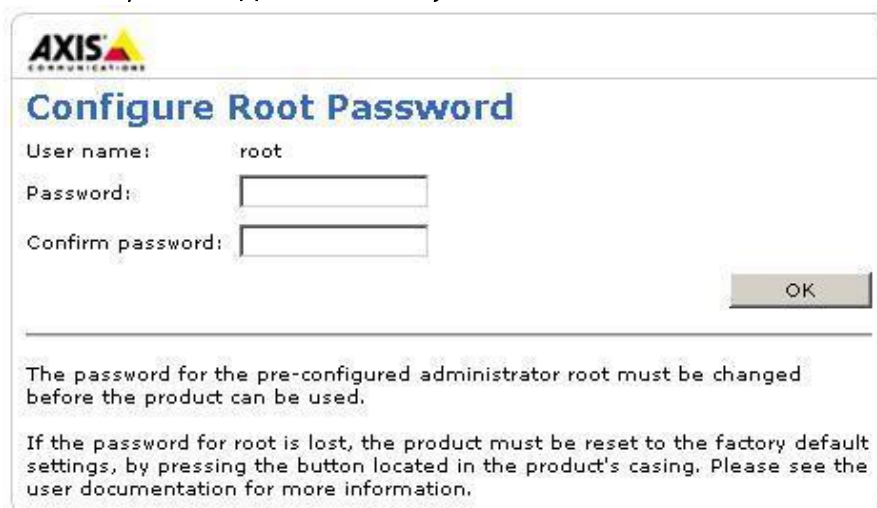 AXIS
COMMUNICATIONS
Configure Root Password
User name: root
Password:
Confirm password:
OK
The password for the pre-configured administrator root must be changed
before the product can be used.
If the password for root is lost, the product must be reset to the factory default
settings, by pressing the button located in the product's casing. Please see the
user documentation for more information.